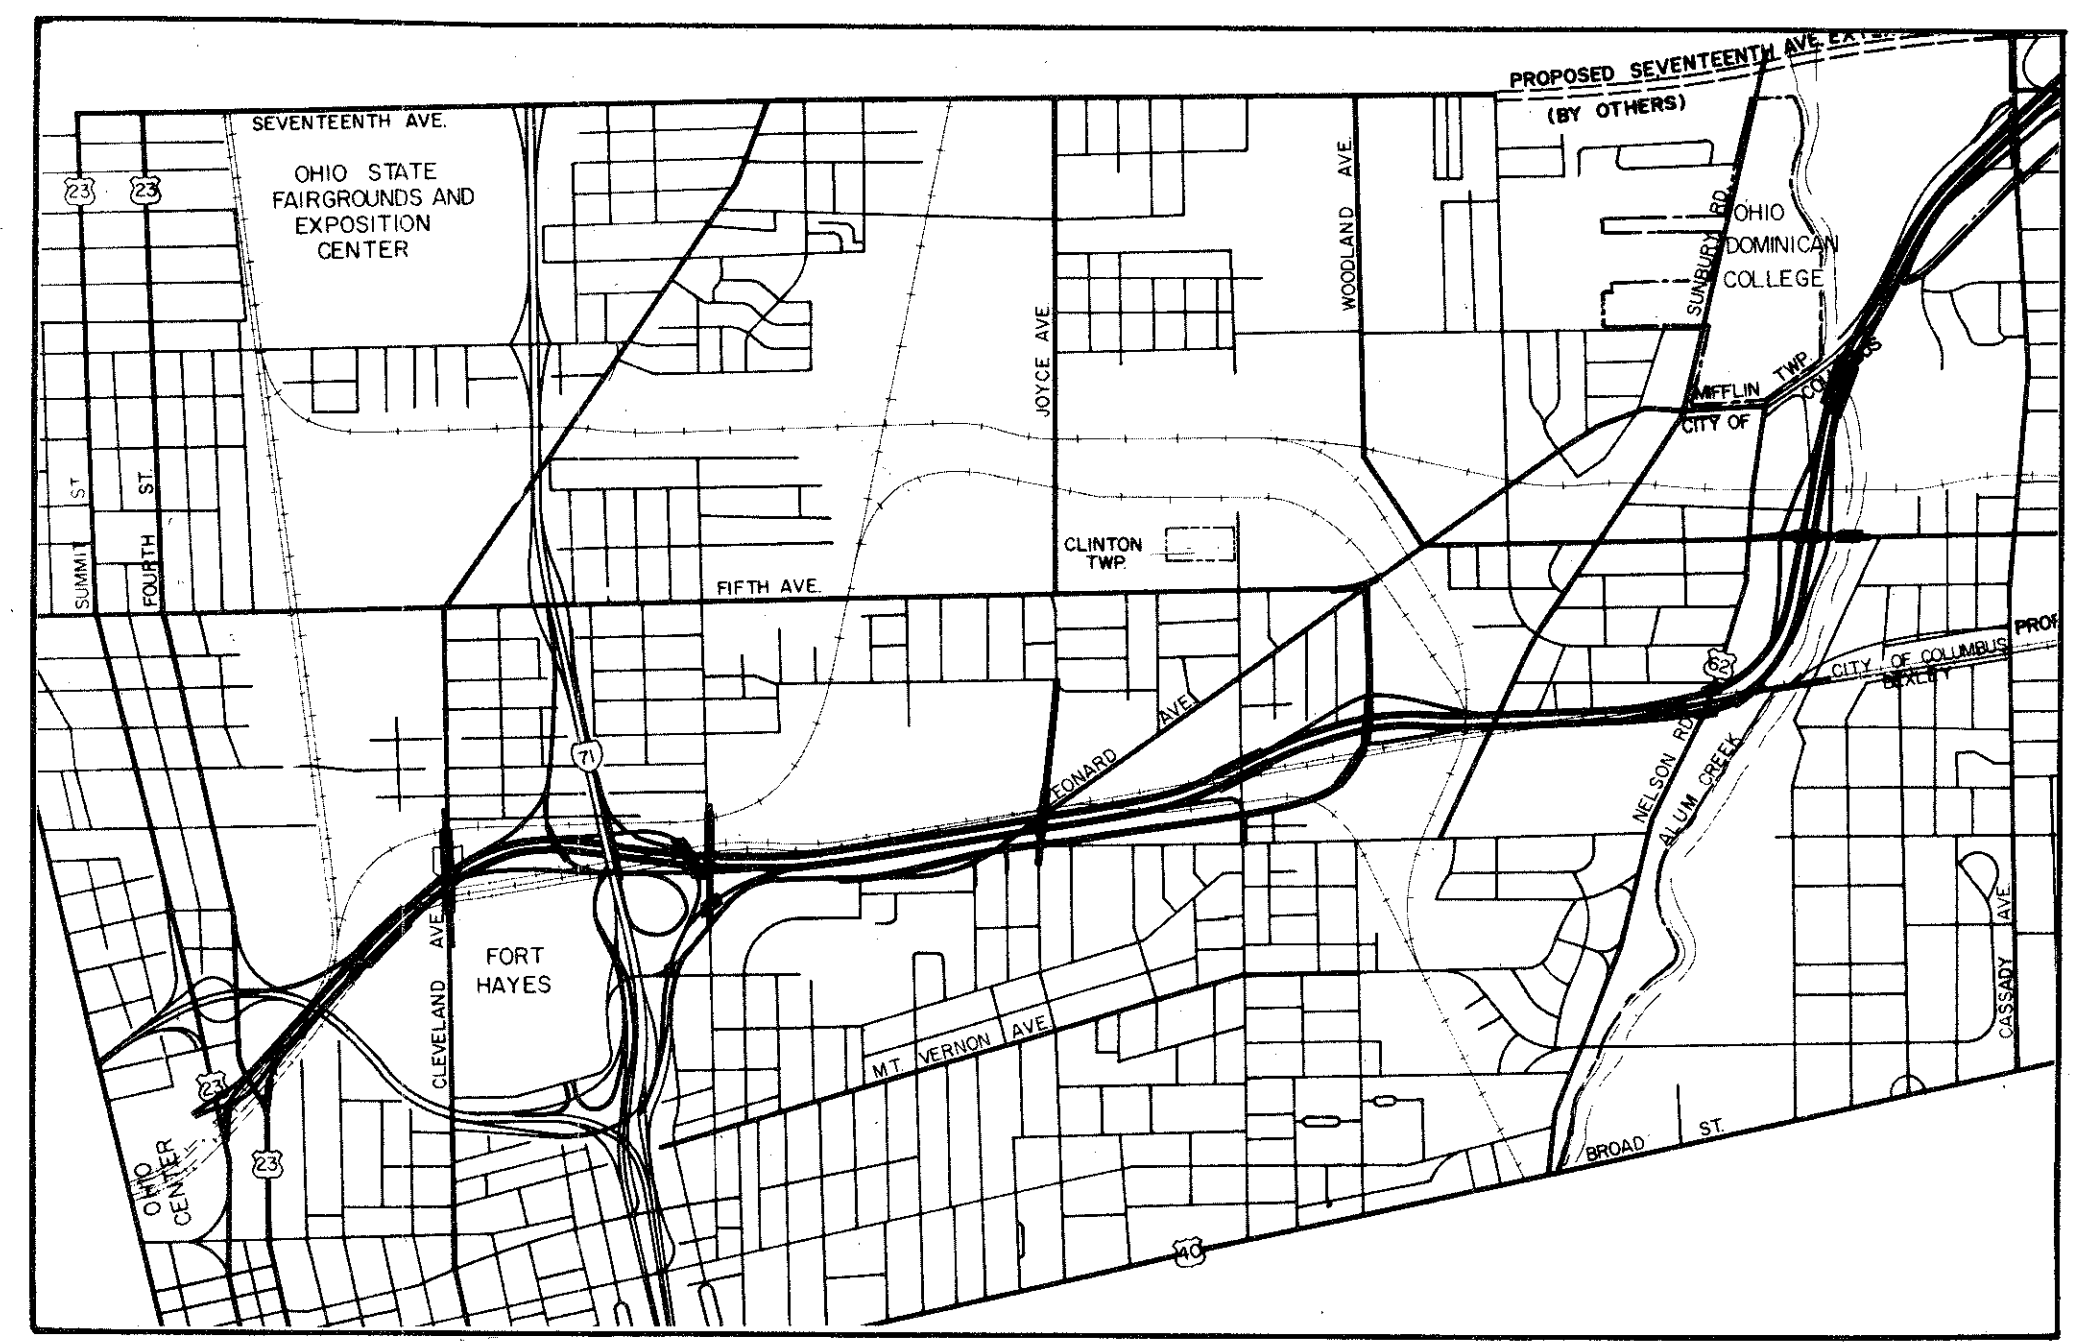 PROPOSED SEVENTEENTH AVE.
(BY OTHERS)
SEVENTEENTH AVE.
OHIO STATE
FAIRGROUNDS AND
EXPOSITION
CENTER
23
23
WOODLAND AVE.
SUNBURY RD.
OHIO
DOMINICAN
COLLEGE
JOYCE AVE.
MIFFLIN TWP.
CITY OF
SUMMIT ST
FOURTH ST.
CLINTON
TWP.
FIFTH AVE.
62
CITY OF COLUMBUS
BEXLEY
71
LEONARD AVE.
NELSON RD.
ALUM CREEK
CLEVELAND AVE.
FORT
HAYES
CASSADY AVE.
MT. VERNON AVE.
23
23
OHIO
CENTER
BROAD ST.
40